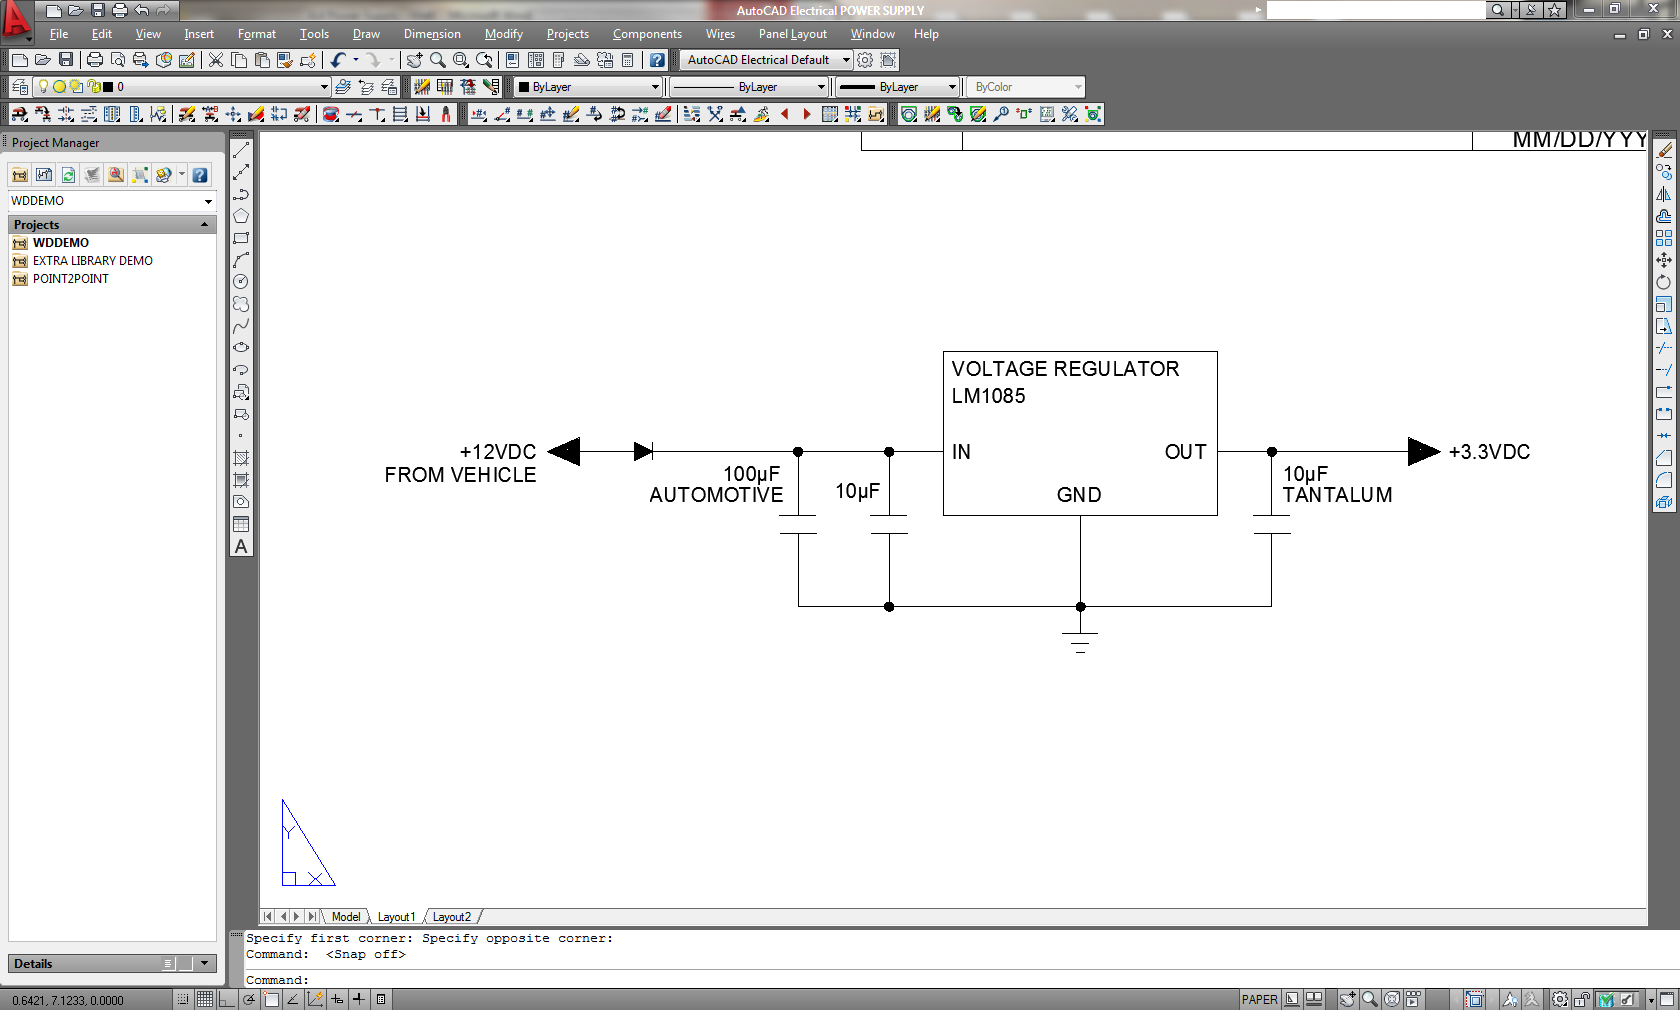 AutoCAD Electrical POWER SUPPLY
File Edit View Insert Format Tools Draw Dimension Modify Projects Components Wires Panel Layout Window Help
AutoCAD Electrical Default
0 ByLayer ByLayer ByLayer ByColor
Project Manager
WDDEMO
Projects
WDDEMO
EXTRA LIBRARY DEMO
POINT2POINT
Details
A
MM/DD/YYY
VOLTAGE REGULATOR
LM1085
+12VDC
FROM VEHICLE
100µF
AUTOMOTIVE
10µF
IN
OUT
GND
10µF
TANTALUM
+3.3VDC
Y
X
Model Layout1 Layout2
Specify first corner: Specify opposite corner:
Command: <Snap off>
Command:
0.6421, 7.1233, 0.0000
PAPER